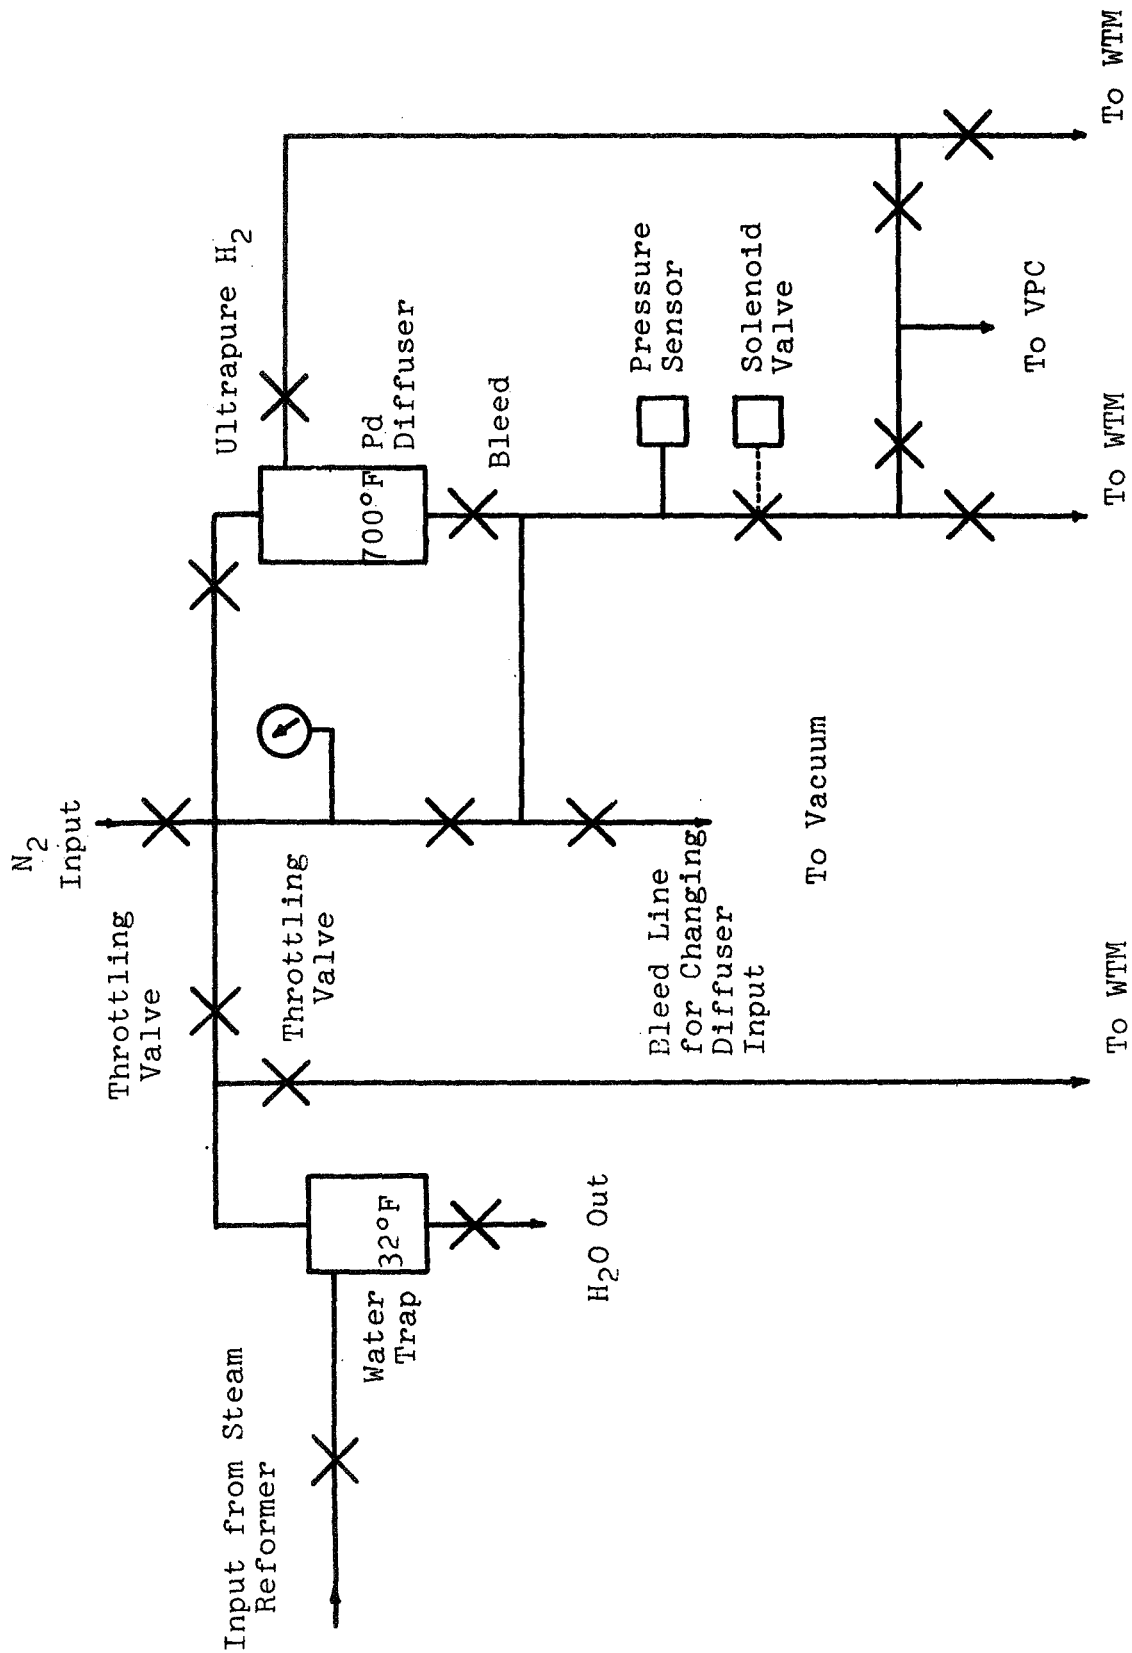 Input from Steam
Reformer
Water
Trap
32°F
H2O Out
Throttling
Valve
Throttling
Valve
N2
Input
Bleed Line
for Changing
Diffuser
Input
To Vacuum
Ultrapure H2
700°F
Pd
Diffuser
Bleed
Pressure
Sensor
Solenoid
Valve
To VPC
To WTM
To WTM
To WTM